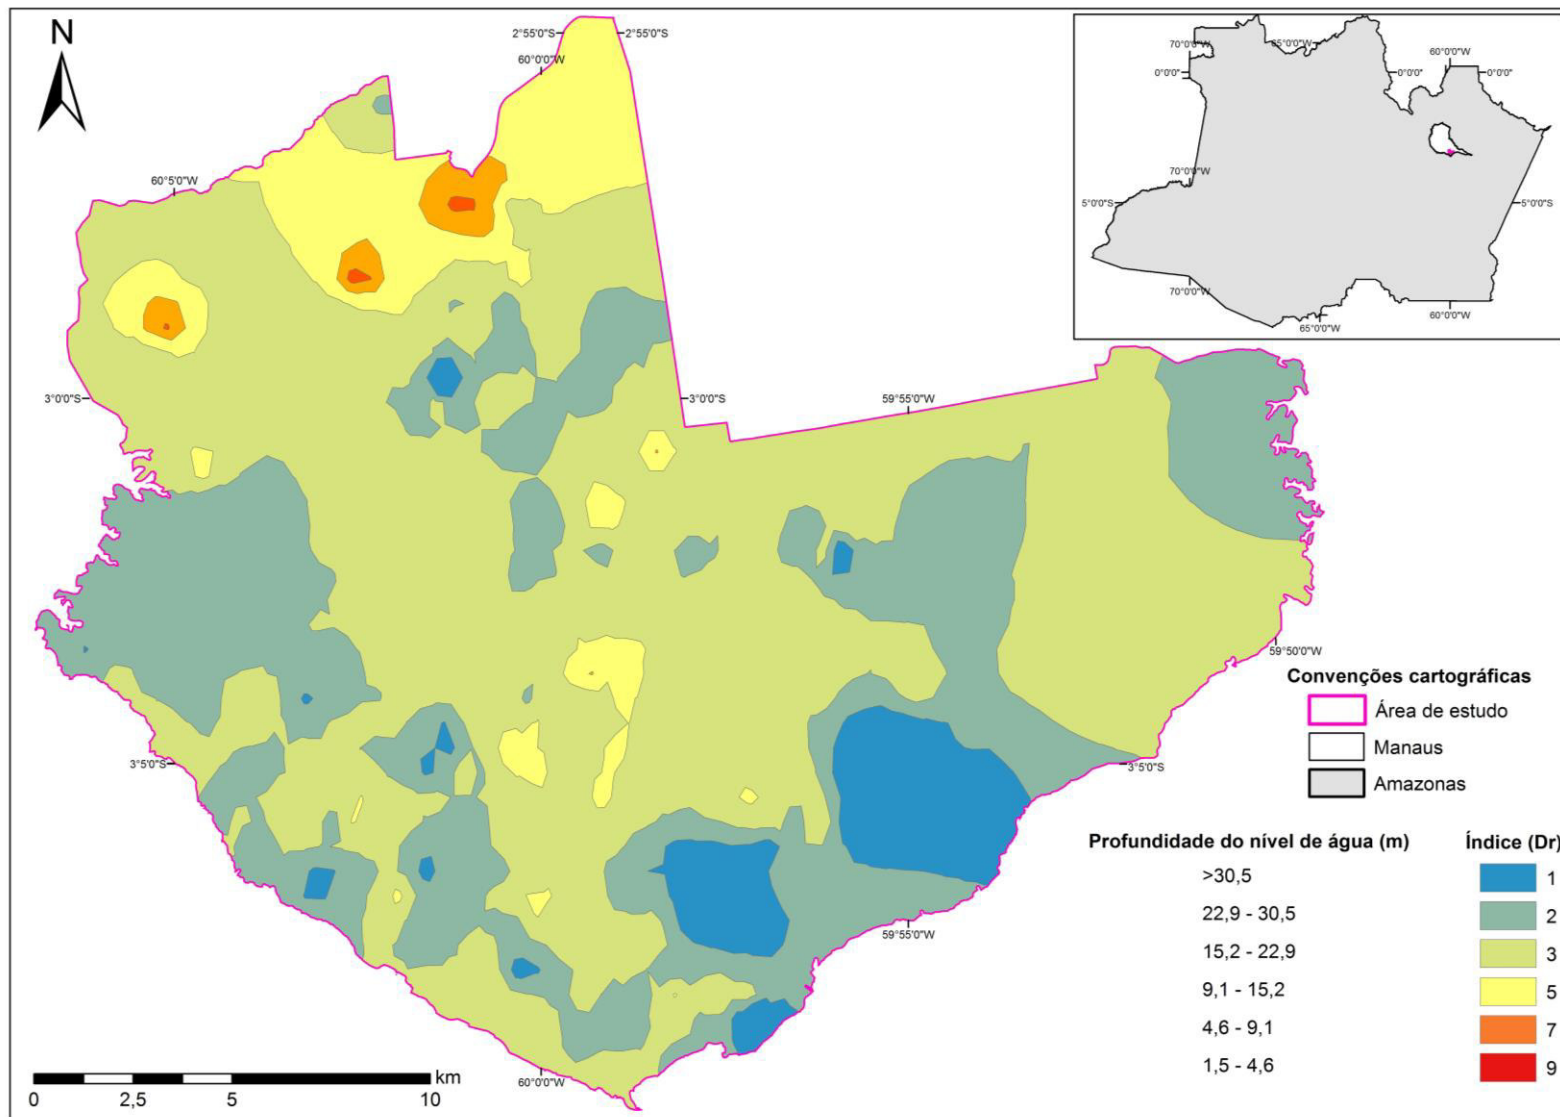 N
2°55'0"S
2°55'0"S
60°0'0"W
60°5'0"W
3°0'0"S
3°0'0"S
59°55'0"W
59°50'0"W
3°5'0"S
3°5'0"S
59°55'0"W
60°0'0"W
70°0'0"W
65°0'0"W
60°0'0"W
0°0'0"
0°0'0"
0°0'0"
70°0'0"W
5°0'0"S
5°0'0"S
70°0'0"W
65°0'0"W
60°0'0"W
Convenções cartográficas
Área de estudo
Manaus
Amazonas
Profundidade do nível de água (m) Índice (Dr)
>30,5 1
22,9 - 30,5 2
15,2 - 22,9 3
9,1 - 15,2 5
4,6 - 9,1 7
1,5 - 4,6 9
km
0 2,5 5 10